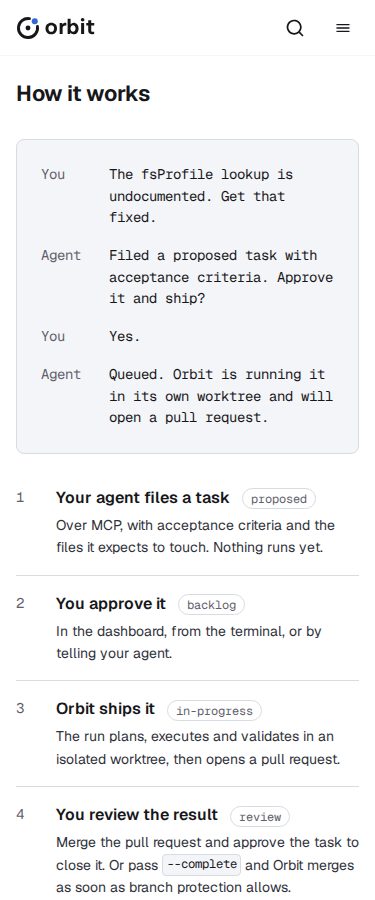 orbit
How it works
You The fsProfile lookup is
undocumented. Get that
fixed.
Agent Filed a proposed task with
acceptance criteria. Approve
it and ship?
You Yes.
Agent Queued. Orbit is running it
in its own worktree and will
open a pull request.
1 Your agent files a task proposed
Over MCP, with acceptance criteria and the
files it expects to touch. Nothing runs yet.
2 You approve it backlog
In the dashboard, from the terminal, or by
telling your agent.
3 Orbit ships it in-progress
The run plans, executes and validates in an
isolated worktree, then opens a pull request.
4 You review the result review
Merge the pull request and approve the task to
close it. Or pass --complete and Orbit merges
as soon as branch protection allows.